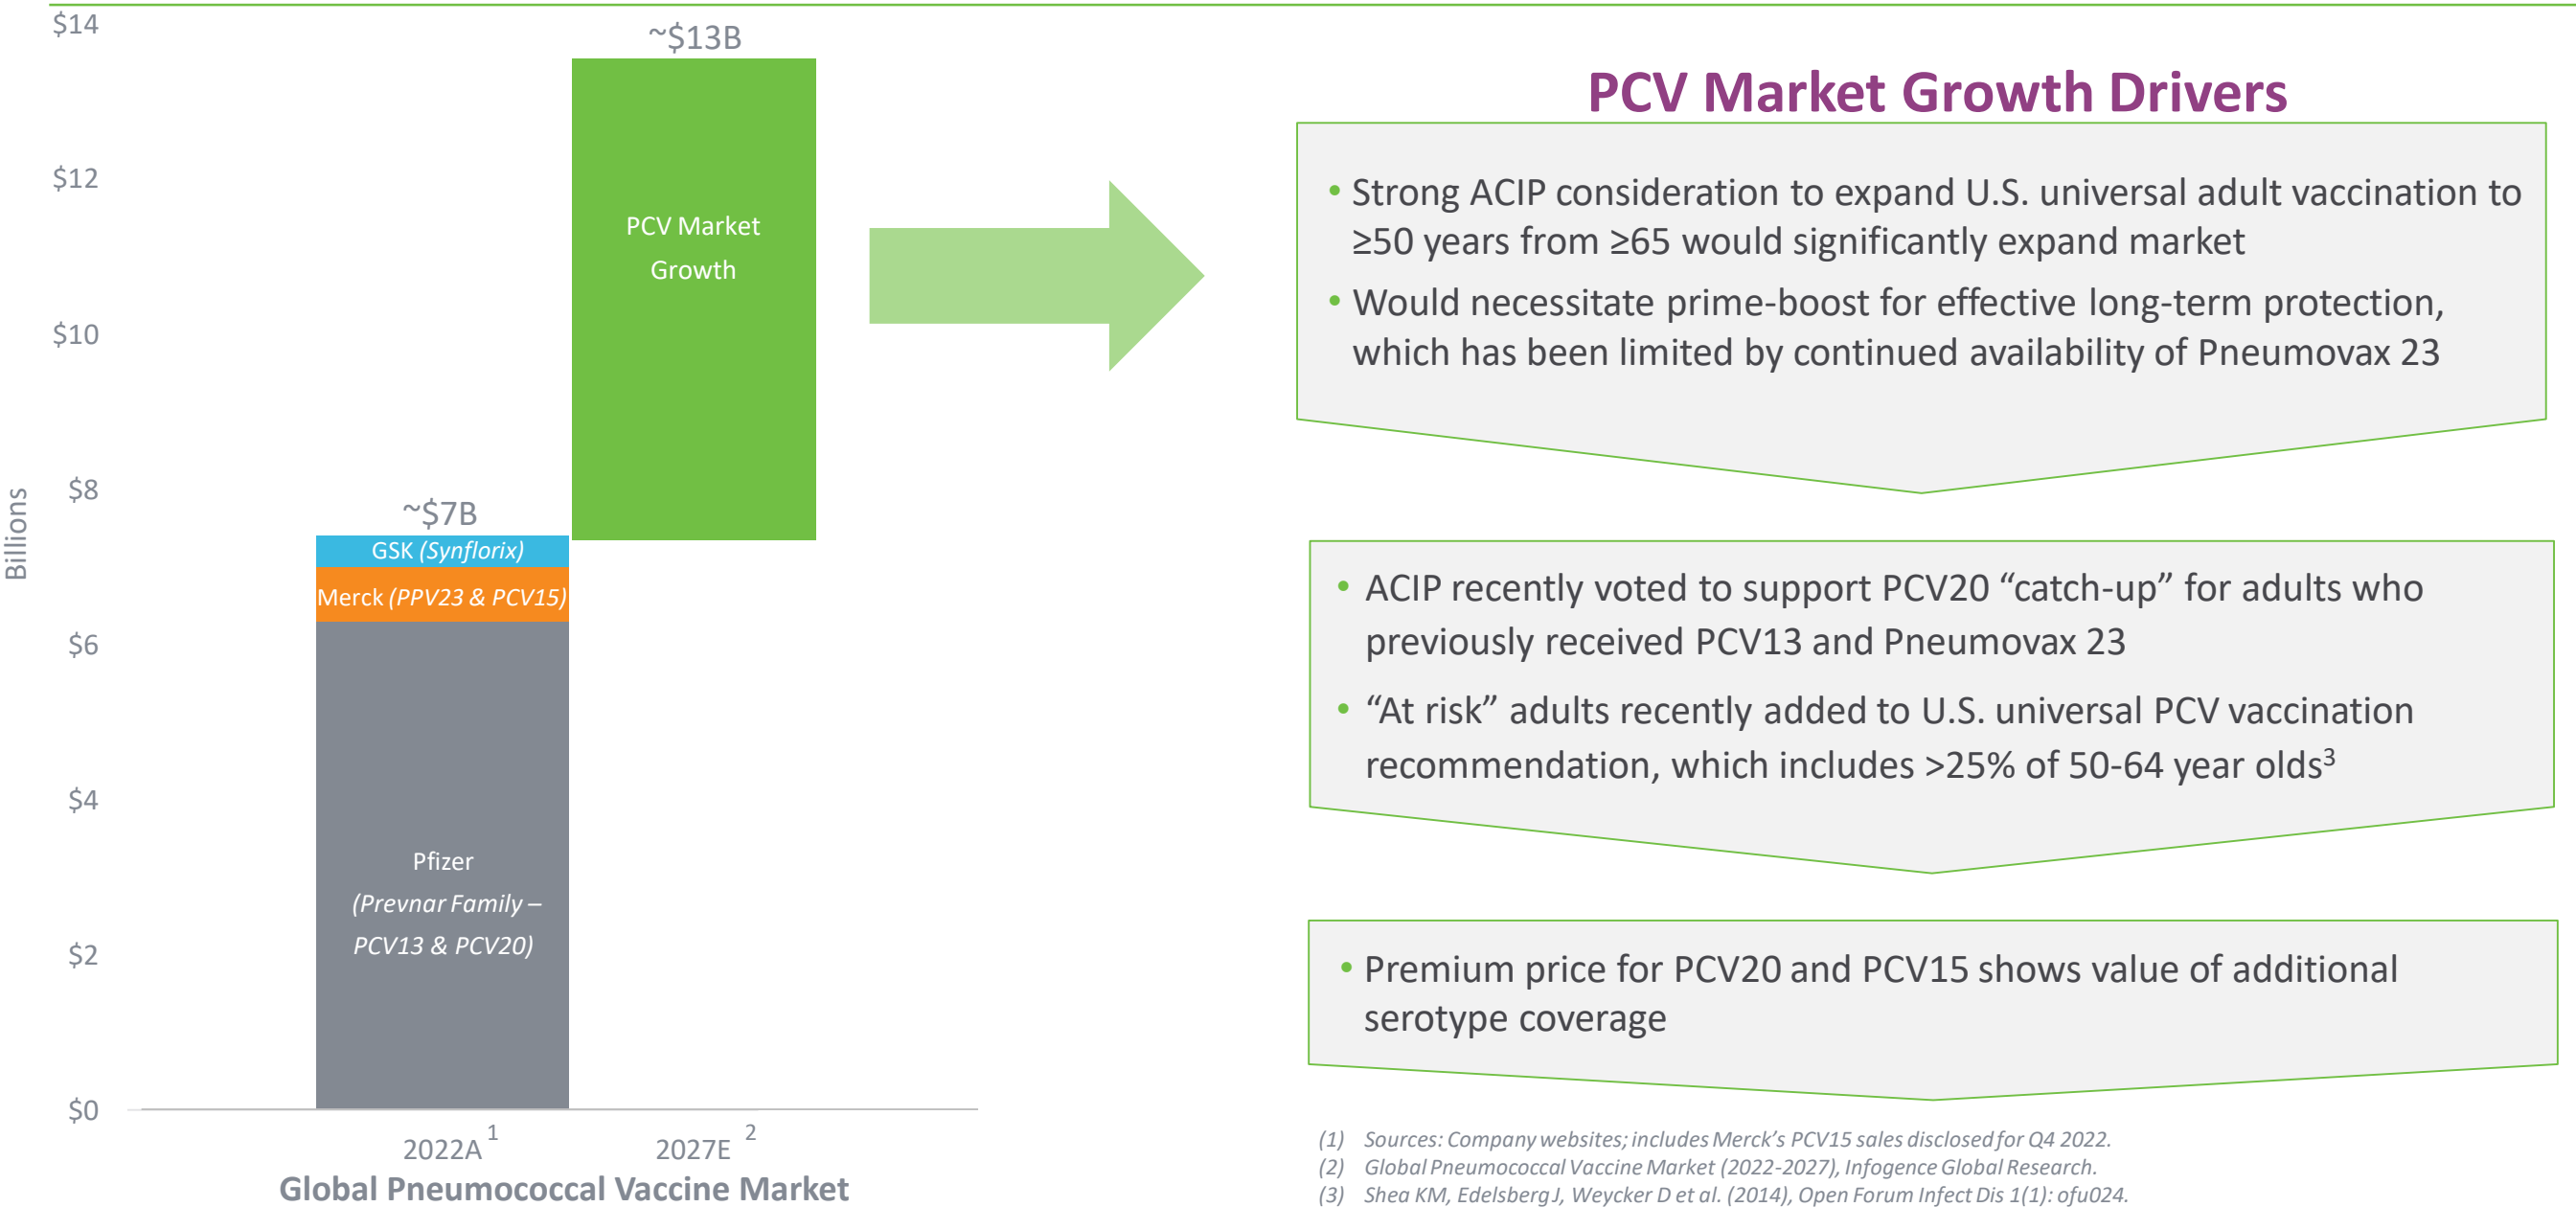 $14
$12
$10
$8
$6
$4
$2
$0
Billions
~$13B
PCV Market
Growth
~$7B
GSK (Synflorix)
Merck (PPV23 & PCV15)
Pfizer
(Prevnar Family –
PCV13 & PCV20)
2022A 1
2027E 2
Global Pneumococcal Vaccine Market
PCV Market Growth Drivers
• Strong ACIP consideration to expand U.S. universal adult vaccination to
≥50 years from ≥65 would significantly expand market
• Would necessitate prime-boost for effective long-term protection,
which has been limited by continued availability of Pneumovax 23
• ACIP recently voted to support PCV20 “catch-up” for adults who
previously received PCV13 and Pneumovax 23
• “At risk” adults recently added to U.S. universal PCV vaccination
recommendation, which includes >25% of 50-64 year olds3
• Premium price for PCV20 and PCV15 shows value of additional
serotype coverage
(1) Sources: Company websites; includes Merck’s PCV15 sales disclosed for Q4 2022.
(2) Global Pneumococcal Vaccine Market (2022-2027), Infogence Global Research.
(3) Shea KM, Edelsberg J, Weycker D et al. (2014), Open Forum Infect Dis 1(1): ofu024.